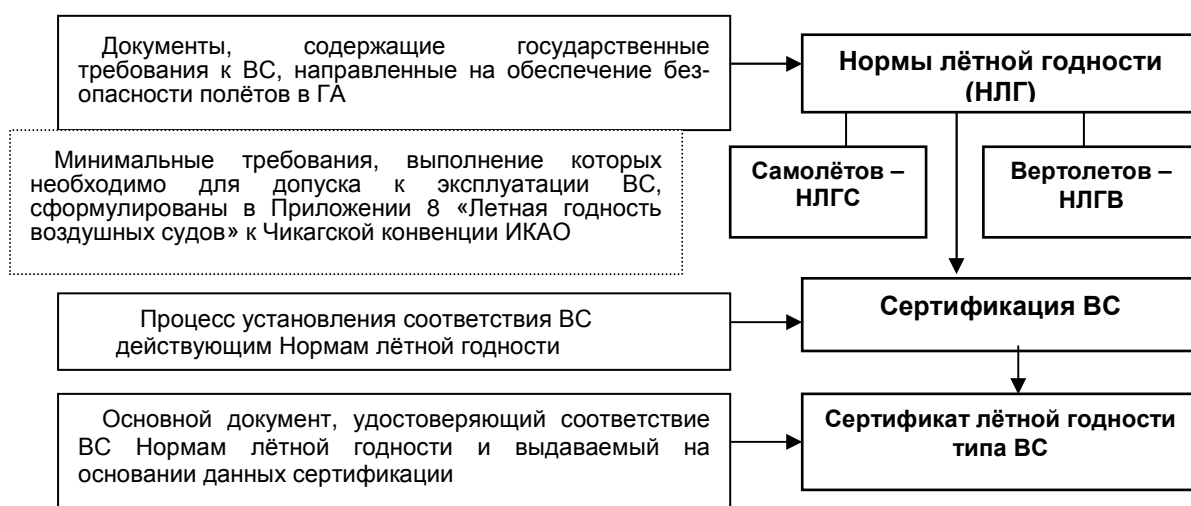 Документы, содержащие государственные
требования к ВС, направленные на обеспечение без-
опасности полётов в ГА
Нормы лётной годности
(НЛГ)
Минимальные требования, выполнение которых
необходимо для допуска к эксплуатации ВС,
сформулированы в Приложении 8 «Летная годность
воздушных судов» к Чикагской конвенции ИКАО
Самолётов –
НЛГС
Вертолетов –
НЛГВ
Процесс установления соответствия ВС
действующим Нормам лётной годности
Сертификация ВС
Основной документ, удостоверяющий соответствие
ВС Нормам лётной годности и выдаваемый на
основании данных сертификации
Сертификат лётной годности
типа ВС